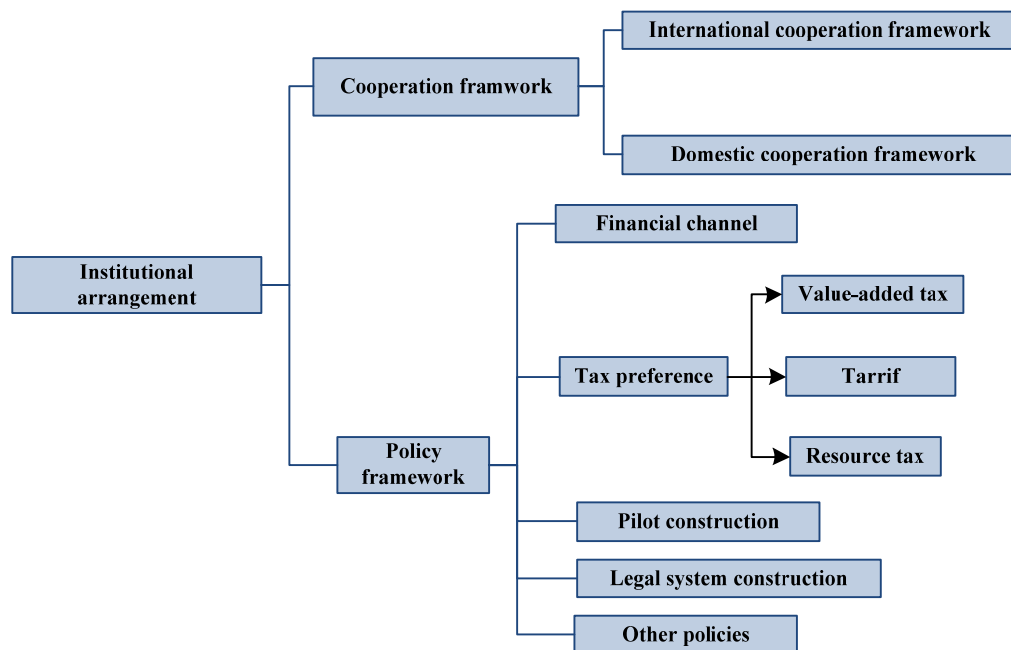 International cooperation framework
Cooperation framwork
Domestic cooperation framework
Financial channel
Institutional
arrangement
Value-added tax
Tax preference
Tarrif
Policy
framework
Resource tax
Pilot construction
Legal system construction
Other policies